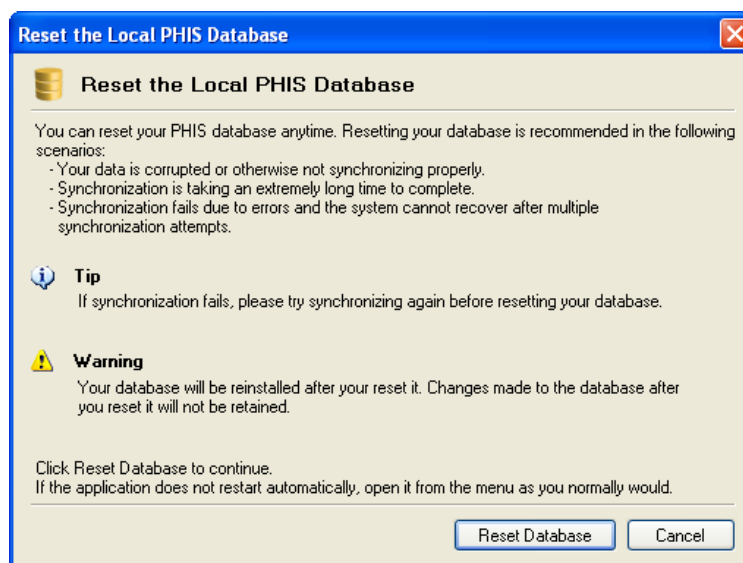 Reset the Local PHIS Database
Reset the Local PHIS Database
You can reset your PHIS database anytime. Resetting your database is recommended in the following
scenarios:
- Your data is corrupted or otherwise not synchronizing properly.
- Synchronization is taking an extremely long time to complete.
- Synchronization fails due to errors and the system cannot recover after multiple
synchronization attempts.
Tip
If synchronization fails, please try synchronizing again before resetting your database.
Warning
Your database will be reinstalled after your reset it. Changes made to the database after
you reset it will not be retained.
Click Reset Database to continue.
If the application does not restart automatically, open it from the menu as you normally would.
Reset Database Cancel